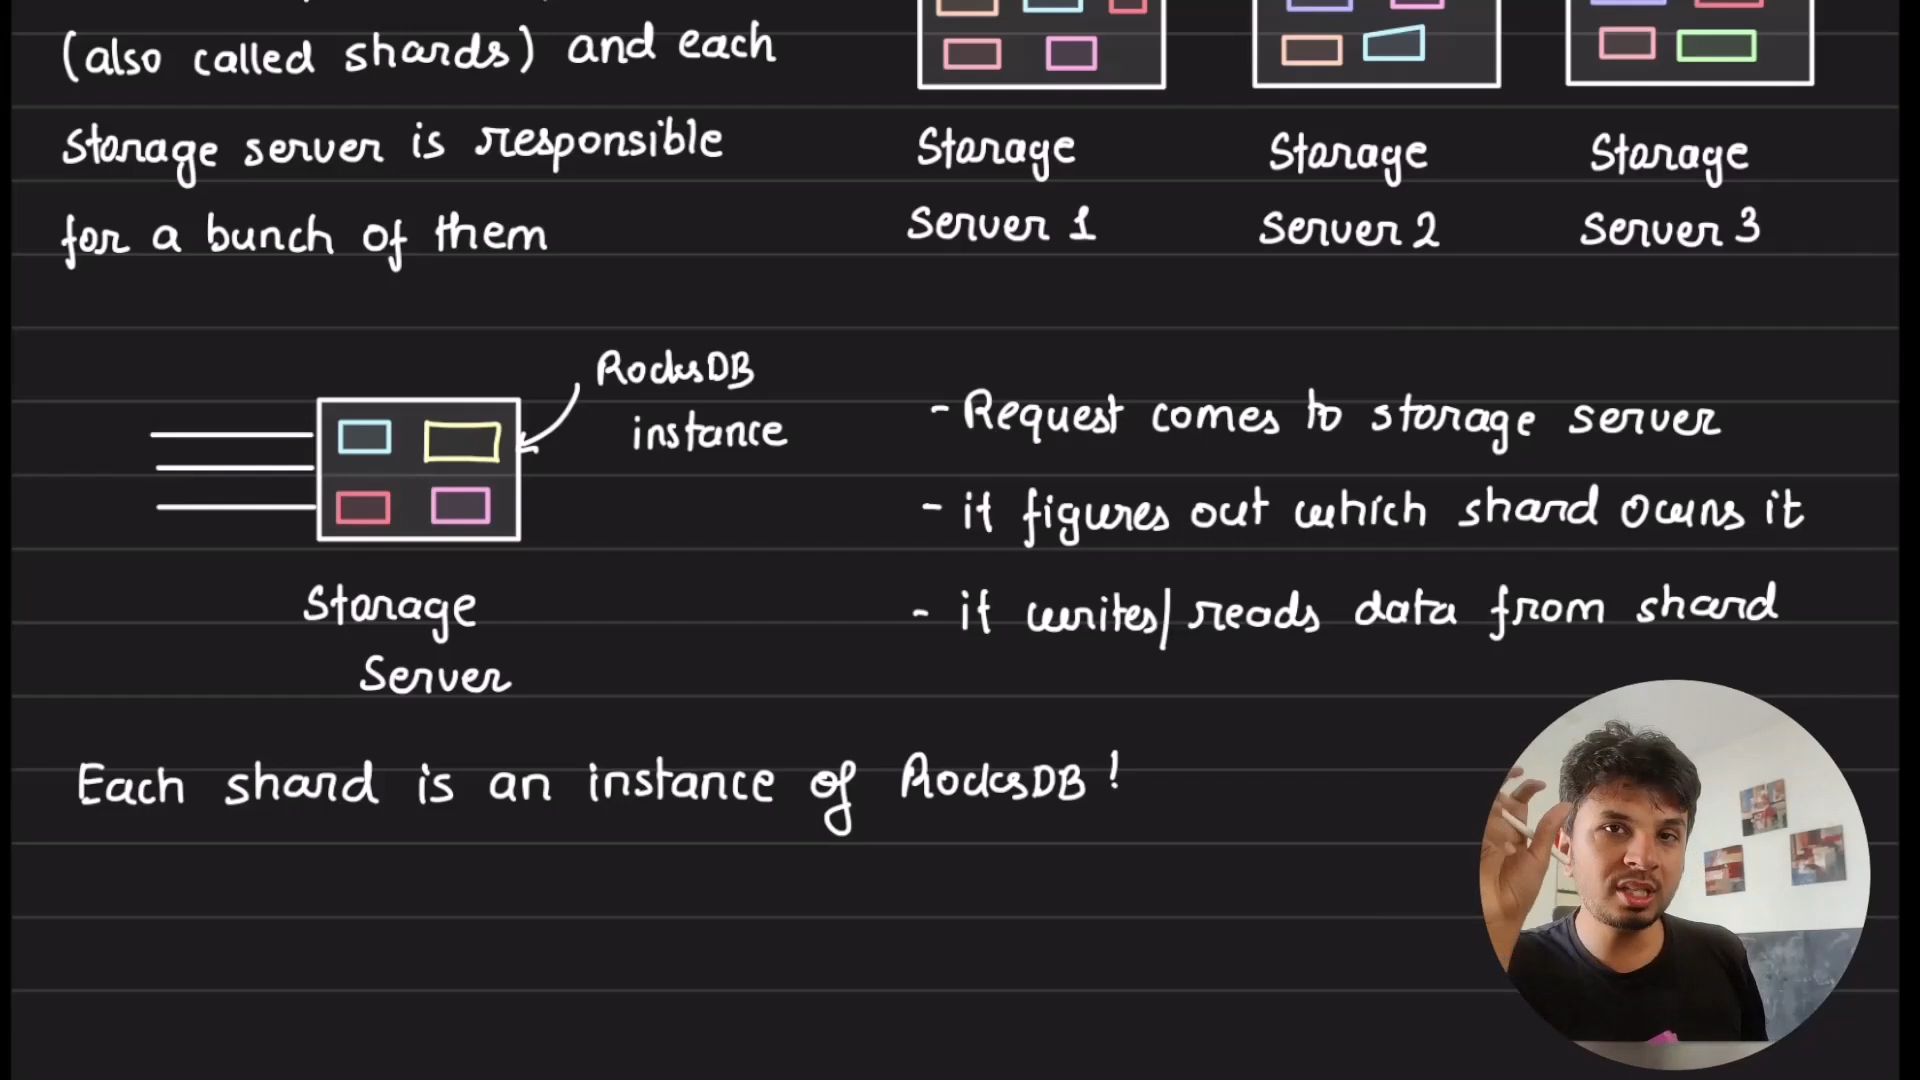 (also called shards) and each
storage server is responsible
for a bunch of them
Storage Server 1
Storage Server 2
Storage Server 3
RocksDB
instance
Storage
Server
- Request comes to storage server
- it figures out which shard owns it
- it writes/reads data from shard
Each shard is an instance of RocksDB!